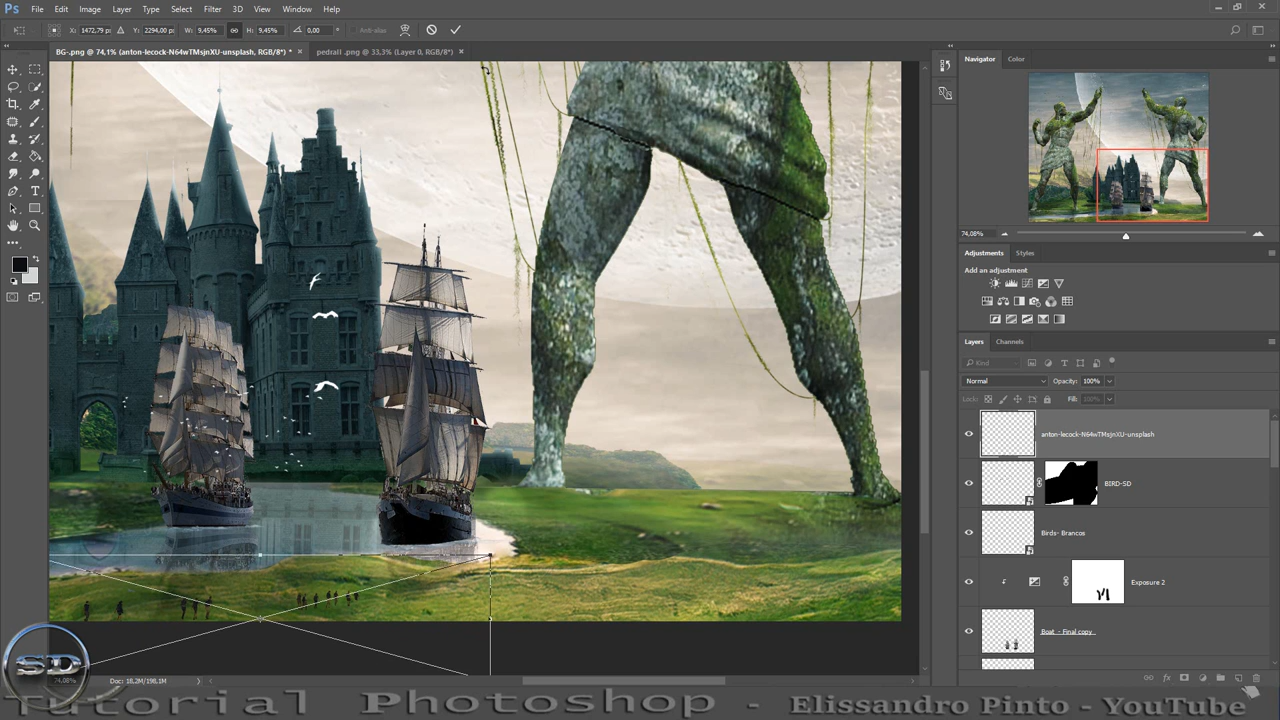 Ps File Edit Image Layer Type Select Filter 3D View Window Help
X: 1472,79 px Y: 2294,00 px W: 9,45% H: 9,45% 0,00 ° Anti-alias
BG-.png @ 74,1% (anton-lecock-N64wTMsjnXU-unsplash, RGB/8*) * × pedrall .png @ 33,3% (Layer 0, RGB/8*) ×
Navigator Color
74,08%
Adjustments Styles
Add an adjustment
Layers Channels
Kind
Normal Opacity: 100%
Lock: Fill: 100%
anton-lecock-N64wTMsjnXU-unsplash
BIRD-SD
Birds- Brancos
Exposure 2
Boat - Final copy
SD
74,08% Doc: 18,2M/198,1M
Tutorial Photoshop - Elissandro Pinto - YouTube